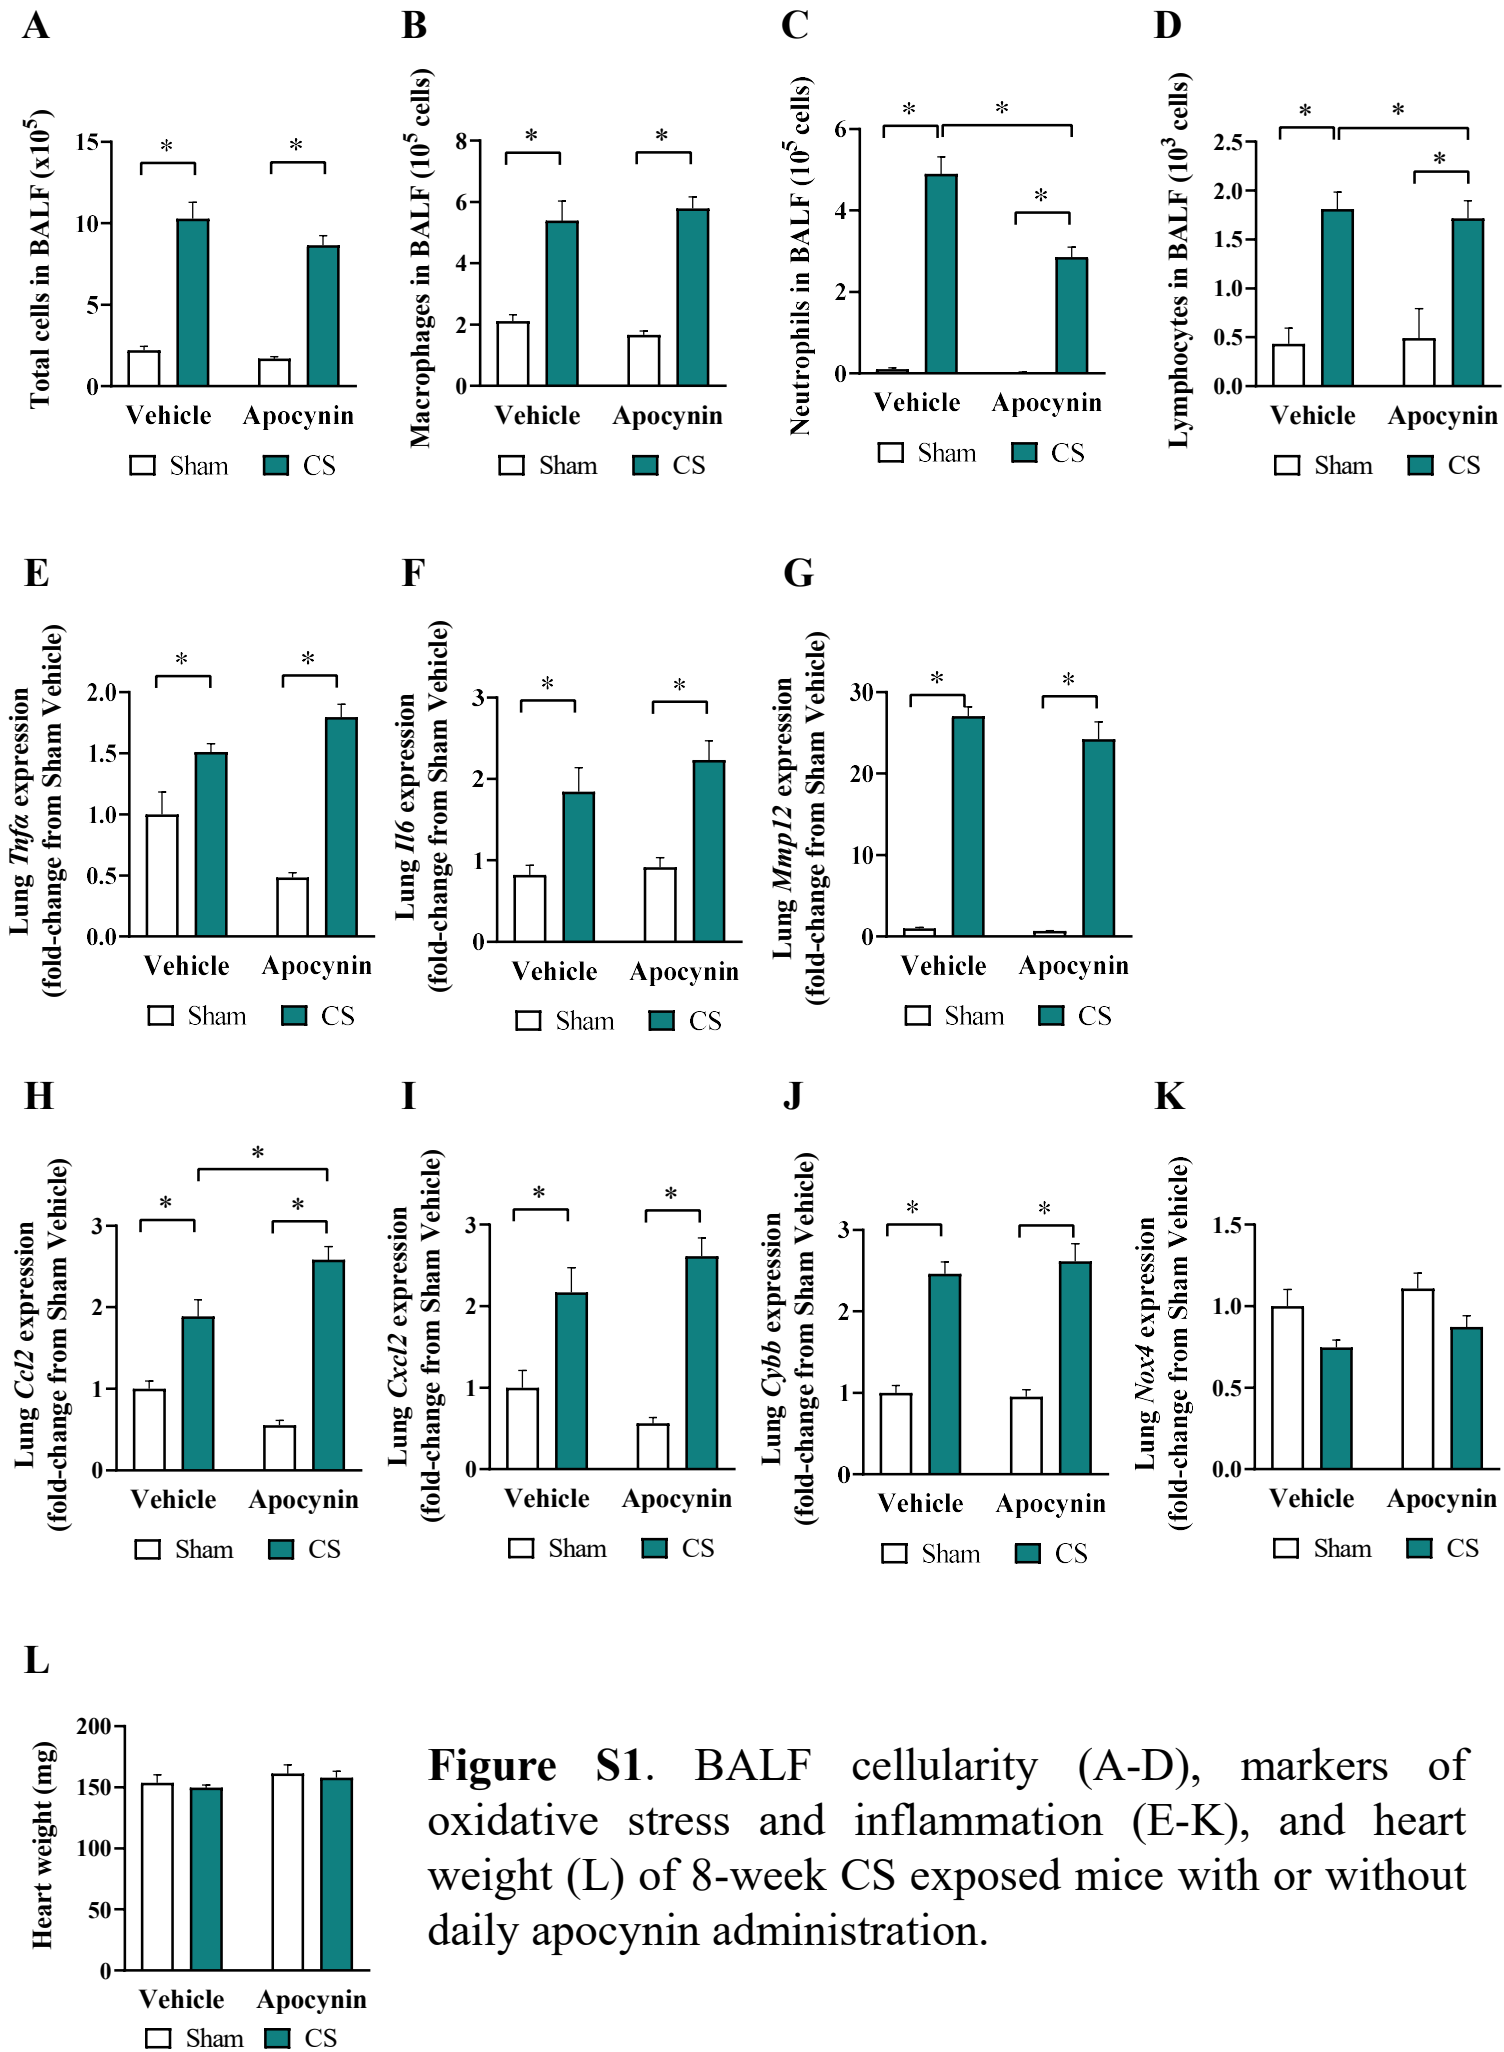 A
B
C
D
Total cells in BALF (x10⁵)
15
10
5
0
*
*
Vehicle
Apocynin
Sham
CS
Macrophages in BALF (10⁵ cells)
8
6
4
2
0
*
*
Vehicle
Apocynin
Sham
CS
Neutrophils in BALF (10⁵ cells)
6
4
2
0
*
*
*
Vehicle
Apocynin
Sham
CS
Lymphocytes in BALF (10³ cells)
2.5
2.0
1.5
1.0
0.5
0.0
*
*
*
Vehicle
Apocynin
Sham
CS
E
F
G
Lung Tnfα expression
(fold-change from Sham Vehicle)
2.0
1.5
1.0
0.5
0.0
*
*
Vehicle
Apocynin
Sham
CS
Lung Il6 expression
(fold-change from Sham Vehicle)
3
2
1
0
*
*
Vehicle
Apocynin
Sham
CS
Lung Mmp12 expression
(fold-change from Sham Vehicle)
30
20
10
0
*
*
Vehicle
Apocynin
Sham
CS
H
I
J
K
Lung Ccl2 expression
(fold-change from Sham Vehicle)
3
2
1
0
*
*
*
Vehicle
Apocynin
Sham
CS
Lung Cxcl2 expression
(fold-change from Sham Vehicle)
3
2
1
0
*
*
Vehicle
Apocynin
Sham
CS
Lung Cybb expression
(fold-change from Sham Vehicle)
3
2
1
0
*
*
Vehicle
Apocynin
Sham
CS
Lung Nox4 expression
(fold-change from Sham Vehicle)
1.5
1.0
0.5
0.0
Vehicle
Apocynin
Sham
CS
L
Heart weight (mg)
200
150
100
50
0
Vehicle
Apocynin
Sham
CS
Figure S1. BALF cellularity (A-D), markers of
oxidative stress and inflammation (E-K), and heart
weight (L) of 8-week CS exposed mice with or without
daily apocynin administration.